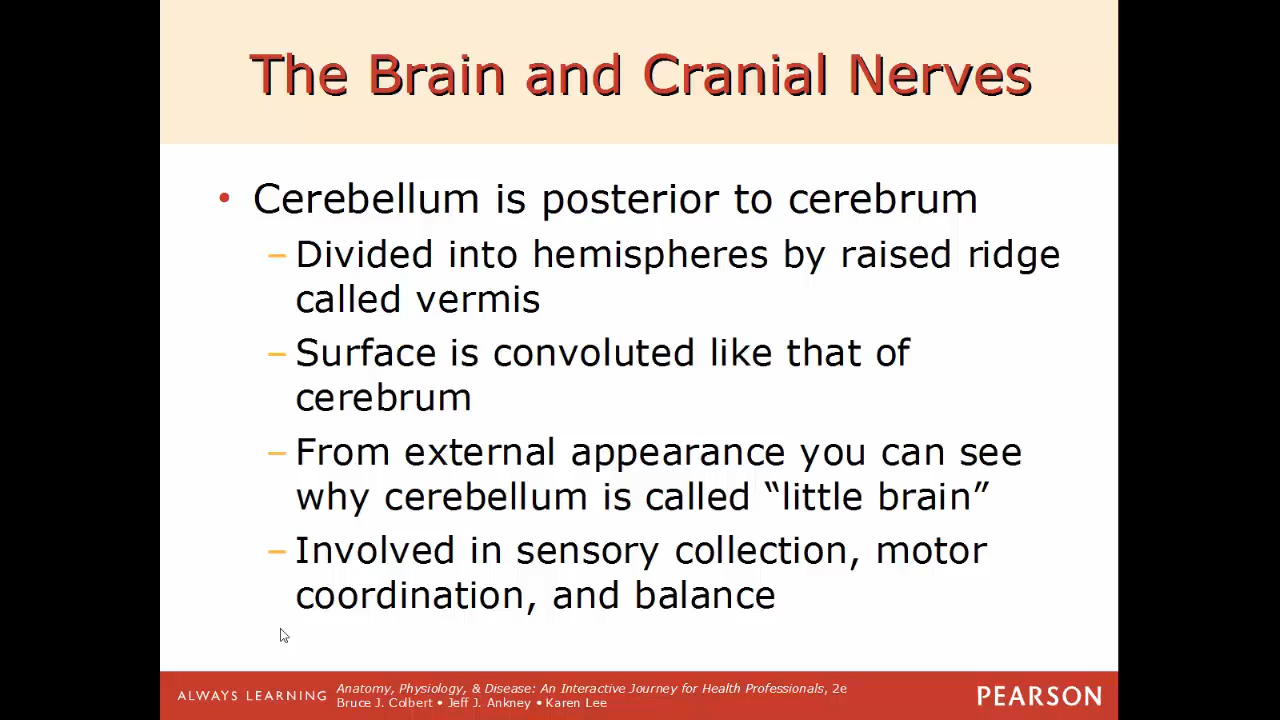 The Brain and Cranial Nerves
• Cerebellum is posterior to cerebrum
– Divided into hemispheres by raised ridge
called vermis
– Surface is convoluted like that of
cerebrum
– From external appearance you can see
why cerebellum is called “little brain”
– Involved in sensory collection, motor
coordination, and balance
ALWAYS LEARNING
Anatomy, Physiology, & Disease: An Interactive Journey for Health Professionals, 2e
Bruce J. Colbert • Jeff J. Ankney • Karen Lee
PEARSON